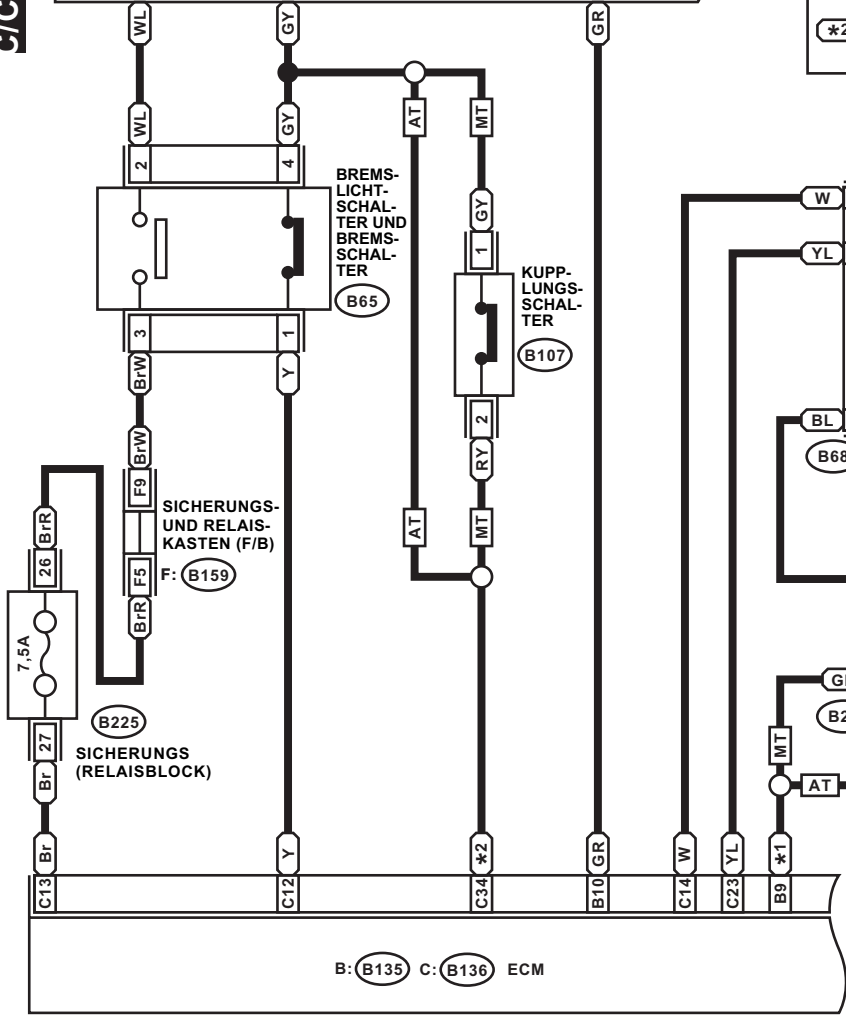 C/C
WL
GY
GR
*2
WL
GY
AT
MT
2
4
BREMS-
LICHT-
SCHAL-
TER UND
BREMS-
SCHAL-
TER
B65
GY
1
W
YL
KUPP-
LUNGS-
SCHAL-
TER
B107
3
1
BrW
Y
2
RY
BL
B68
BrW
F9
SICHERUNGS-
UND RELAIS-
KASTEN (F/B)
F: B159
F5
BrR
BrR
26
AT
MT
7,5A
B225
27
SICHERUNGS
(RELAISBLOCK)
Br
MT
AT
Br
Y
*2
GR
W
YL
*1
C13
C12
C34
B10
C14
C23
B9
B: B135 C: B136 ECM